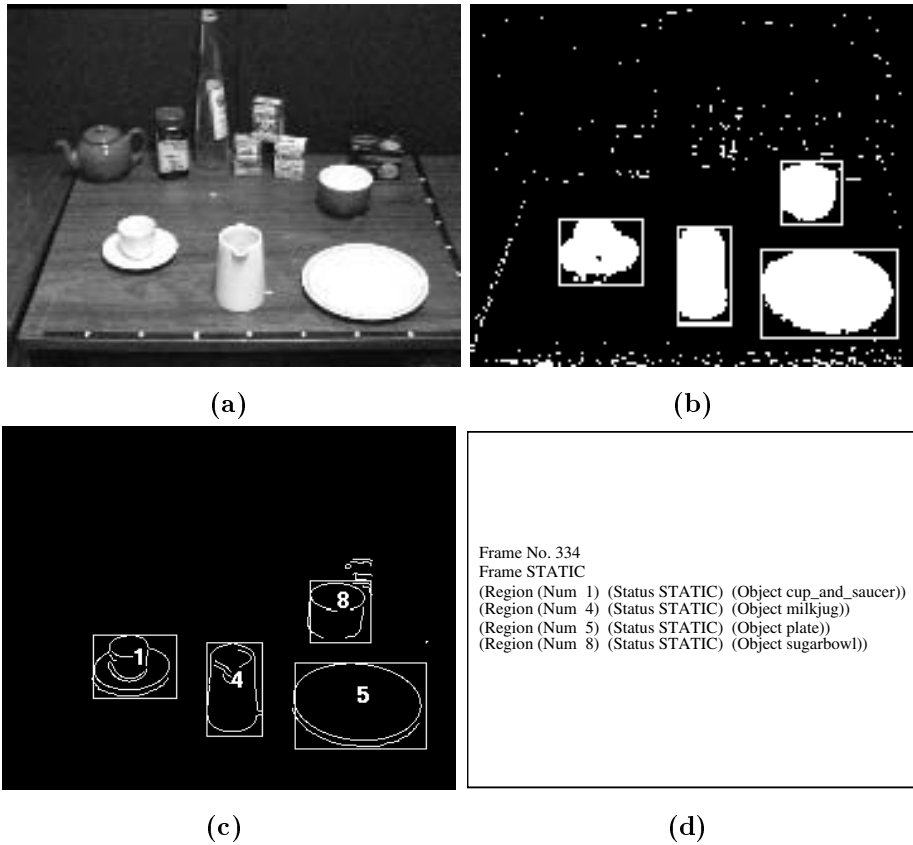 (a)
(b)
8
1
4
5
Frame No. 334
Frame STATIC
(Region (Num 1) (Status STATIC) (Object cup_and_saucer))
(Region (Num 4) (Status STATIC) (Object milkjug))
(Region (Num 5) (Status STATIC) (Object plate))
(Region (Num 8) (Status STATIC) (Object sugarbowl))
(c)
(d)